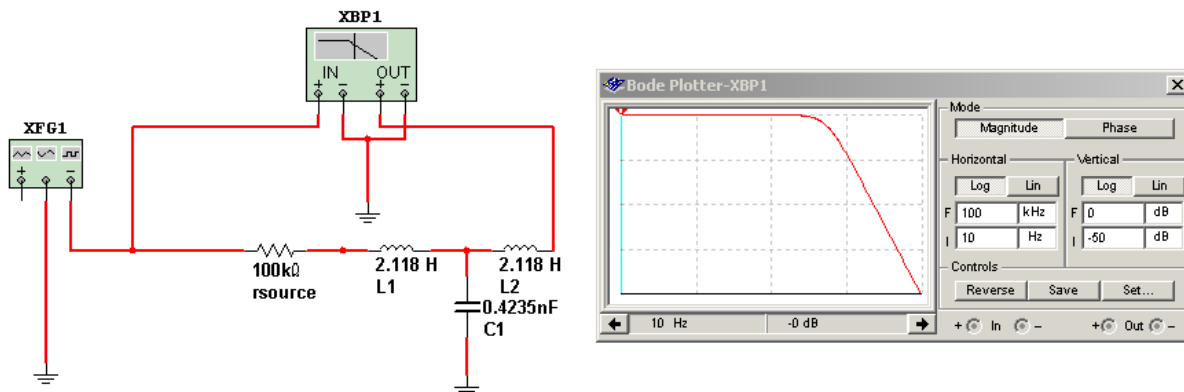 XBP1
IN OUT
+ − + −
XFG1
+ −
100kΩ
rsource
2.118 H
L1
2.118 H
L2
0.4235nF
C1
Bode Plotter-XBP1
Mode
Magnitude Phase
Horizontal Vertical
Log Lin Log Lin
F 100 kHz F 0 dB
I 10 Hz I -50 dB
Controls
Reverse Save Set...
10 Hz -0 dB
+ In − + Out −